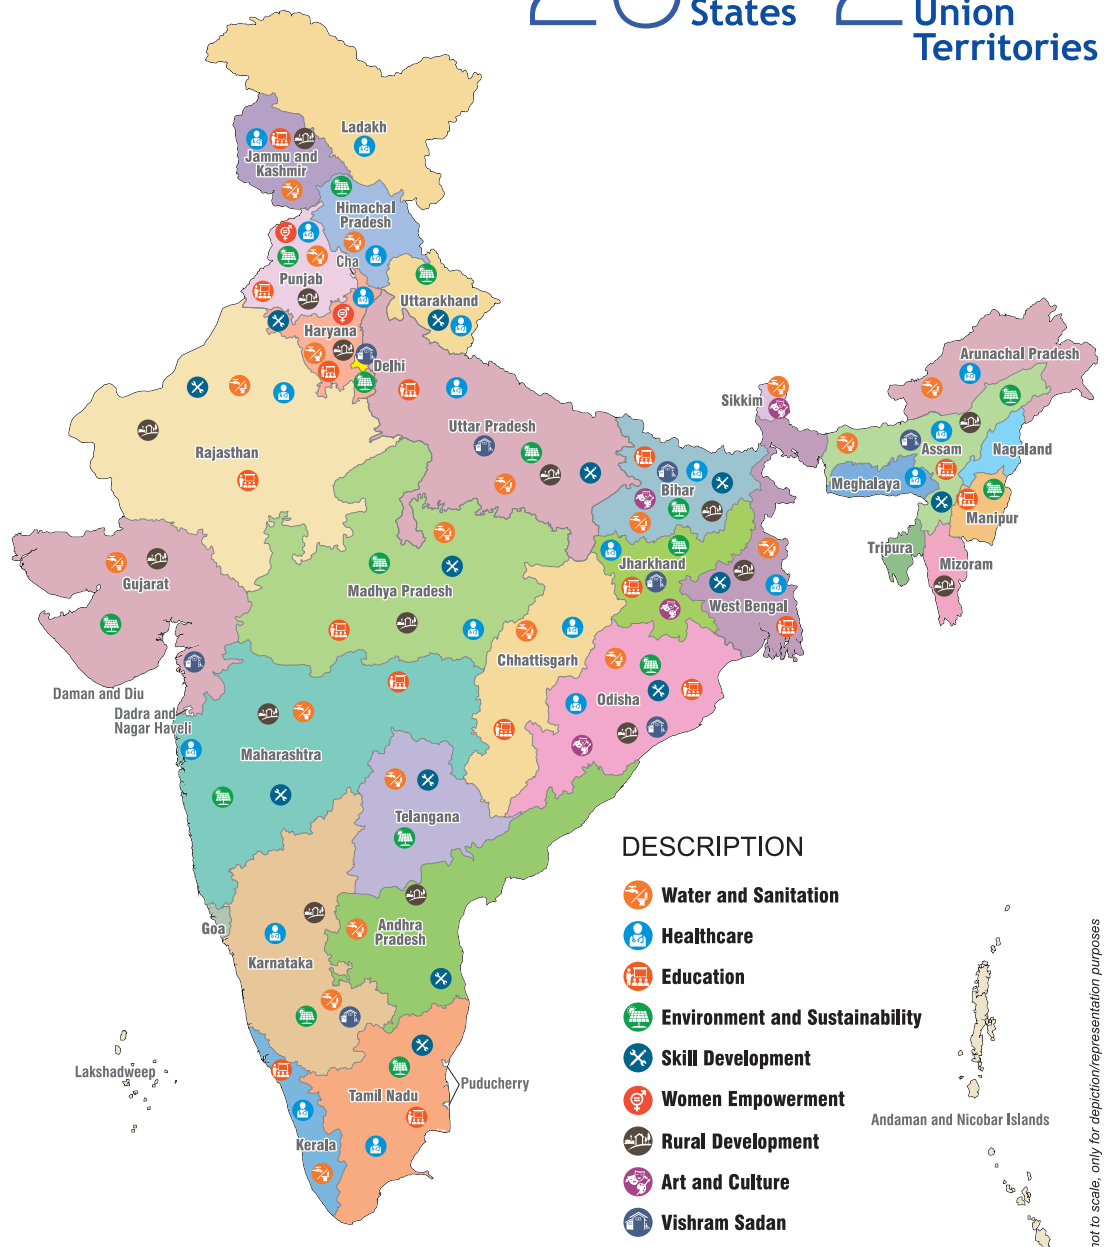 States
Union
Territories
Ladakh
Jammu and
Kashmir
Himachal
Pradesh
Cha
Punjab
Uttarakhand
Haryana
Delhi
Arunachal Pradesh
Sikkim
Uttar Pradesh
Rajasthan
Assam
Nagaland
Meghalaya
Bihar
Manipur
Tripura
Jharkhand
Mizoram
Gujarat
Madhya Pradesh
West Bengal
Chhattisgarh
Daman and Diu
Odisha
Dadra and
Nagar Haveli
Maharashtra
Telangana
Goa
Andhra
Pradesh
Karnataka
Lakshadweep
Puducherry
Tamil Nadu
Kerala
Andaman and Nicobar Islands
DESCRIPTION
Water and Sanitation
Healthcare
Education
Environment and Sustainability
Skill Development
Women Empowerment
Rural Development
Art and Culture
Vishram Sadan
not to scale, only for depiction/representation purposes